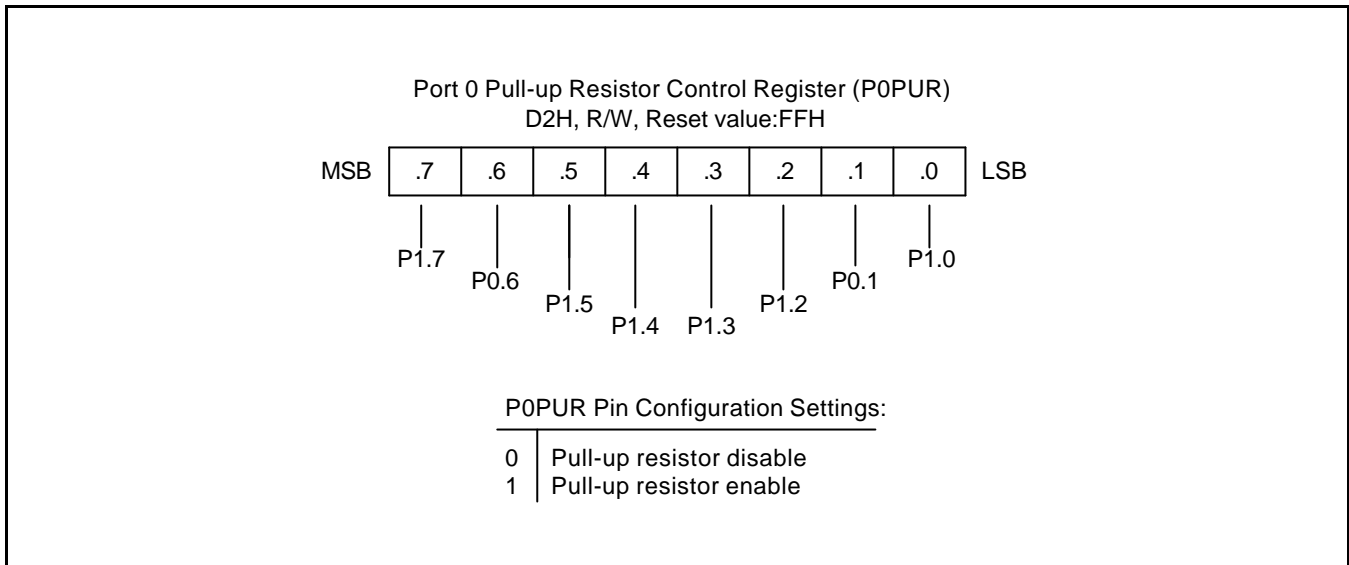 Port 0 Pull-up Resistor Control Register (P0PUR)
D2H, R/W, Reset value:FFH
MSB .7 .6 .5 .4 .3 .2 .1 .0 LSB
P1.7 P1.0
P0.6 P0.1
P1.5 P1.2
P1.4 P1.3
P0PUR Pin Configuration Settings:
0 Pull-up resistor disable
1 Pull-up resistor enable